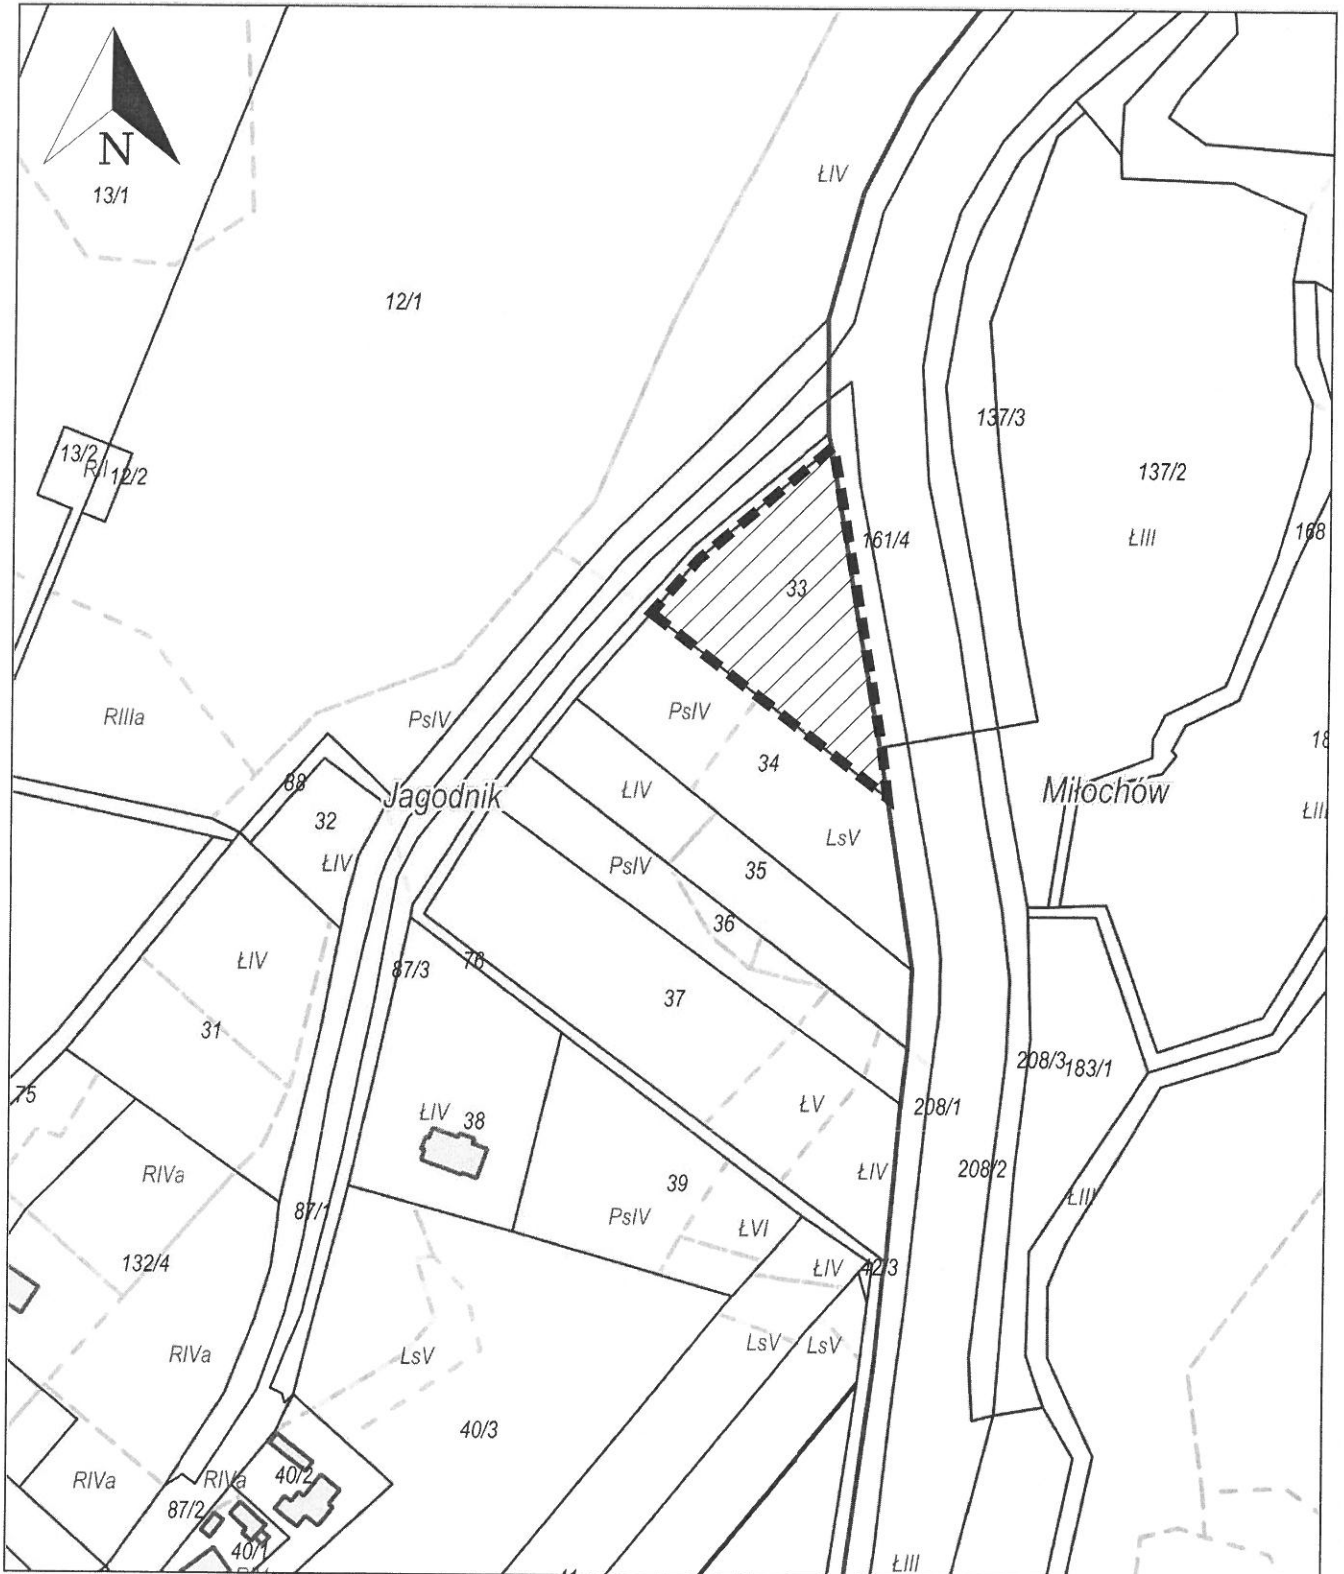 N
13/1
ŁIV
12/1
137/3
13/2
12/2
137/2
161/4
ŁIII
168
33
RIIIa
PsIV
PsIV
34
88
Jagodnik
ŁIV
Miłochów
32
ŁIV
LsV
PsIV
35
36
ŁIV
87/3
76
37
31
208/3
183/1
75
ŁIV
38
ŁV
208/1
RIVa
ŁIV
208/2
39
ŁIII
87/1
PsIV
ŁVI
132/4
ŁIV
42/3
RIVa
LsV
LsV
LsV
40/3
RIVa
RIVa
40/2
87/2
40/1
ŁIII